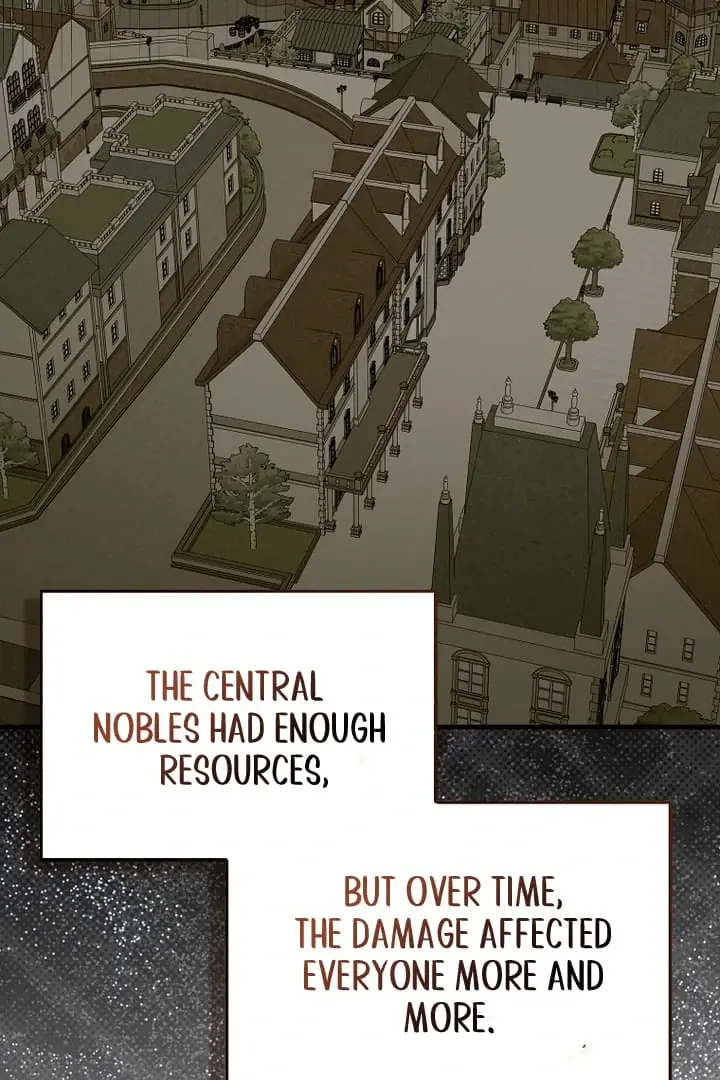 THE CENTRAL
NOBLES HAD ENOUGH
RESOURCES,
BUT OVER TIME,
THE DAMAGE AFFECTED
EVERYONE MORE AND
MORE.